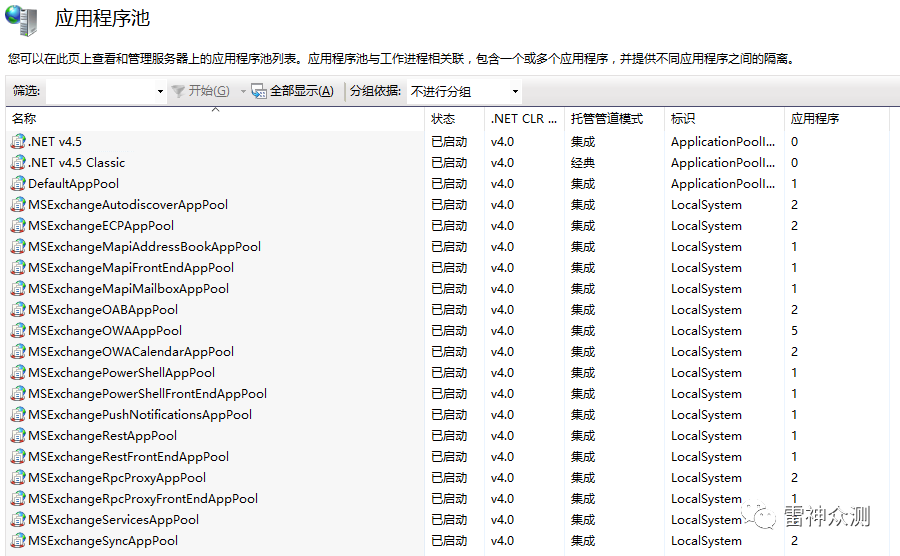 应用程序池
您可以在此页上查看和管理服务器上的应用程序池列表。应用程序池与工作进程相关联，包含一个或多个应用程序，并提供不同应用程序之间的隔离。
筛选: 开始(G) 全部显示(A) 分组依据: 不进行分组
名称 状态 .NET CLR ... 托管管道模式 标识 应用程序
.NET v4.5 已启动 v4.0 集成 ApplicationPoolI... 0
.NET v4.5 Classic 已启动 v4.0 经典 ApplicationPoolI... 0
DefaultAppPool 已启动 v4.0 集成 ApplicationPoolI... 1
MSExchangeAutodiscoverAppPool 已启动 v4.0 集成 LocalSystem 2
MSExchangeECPAppPool 已启动 v4.0 集成 LocalSystem 2
MSExchangeMapiAddressBookAppPool 已启动 v4.0 集成 LocalSystem 1
MSExchangeMapiFrontEndAppPool 已启动 v4.0 集成 LocalSystem 1
MSExchangeMapiMailboxAppPool 已启动 v4.0 集成 LocalSystem 1
MSExchangeOABAppPool 已启动 v4.0 集成 LocalSystem 2
MSExchangeOWAAppPool 已启动 v4.0 集成 LocalSystem 5
MSExchangeOWACalendarAppPool 已启动 v4.0 集成 LocalSystem 2
MSExchangePowerShellAppPool 已启动 v4.0 集成 LocalSystem 1
MSExchangePowerShellFrontEndAppPool 已启动 v4.0 集成 LocalSystem 1
MSExchangePushNotificationsAppPool 已启动 v4.0 集成 LocalSystem 1
MSExchangeRestAppPool 已启动 v4.0 集成 LocalSystem 1
MSExchangeRestFrontEndAppPool 已启动 v4.0 集成 LocalSystem 1
MSExchangeRpcProxyAppPool 已启动 v4.0 集成 LocalSystem 2
MSExchangeRpcProxyFrontEndAppPool 已启动 v4.0 集成 LocalSystem 1
MSExchangeServicesAppPool 已启动 v4.0 集成 LocalSystem
MSExchangeSyncAppPool 已启动 v4.0 集成 LocalSystem 2
雷神众测